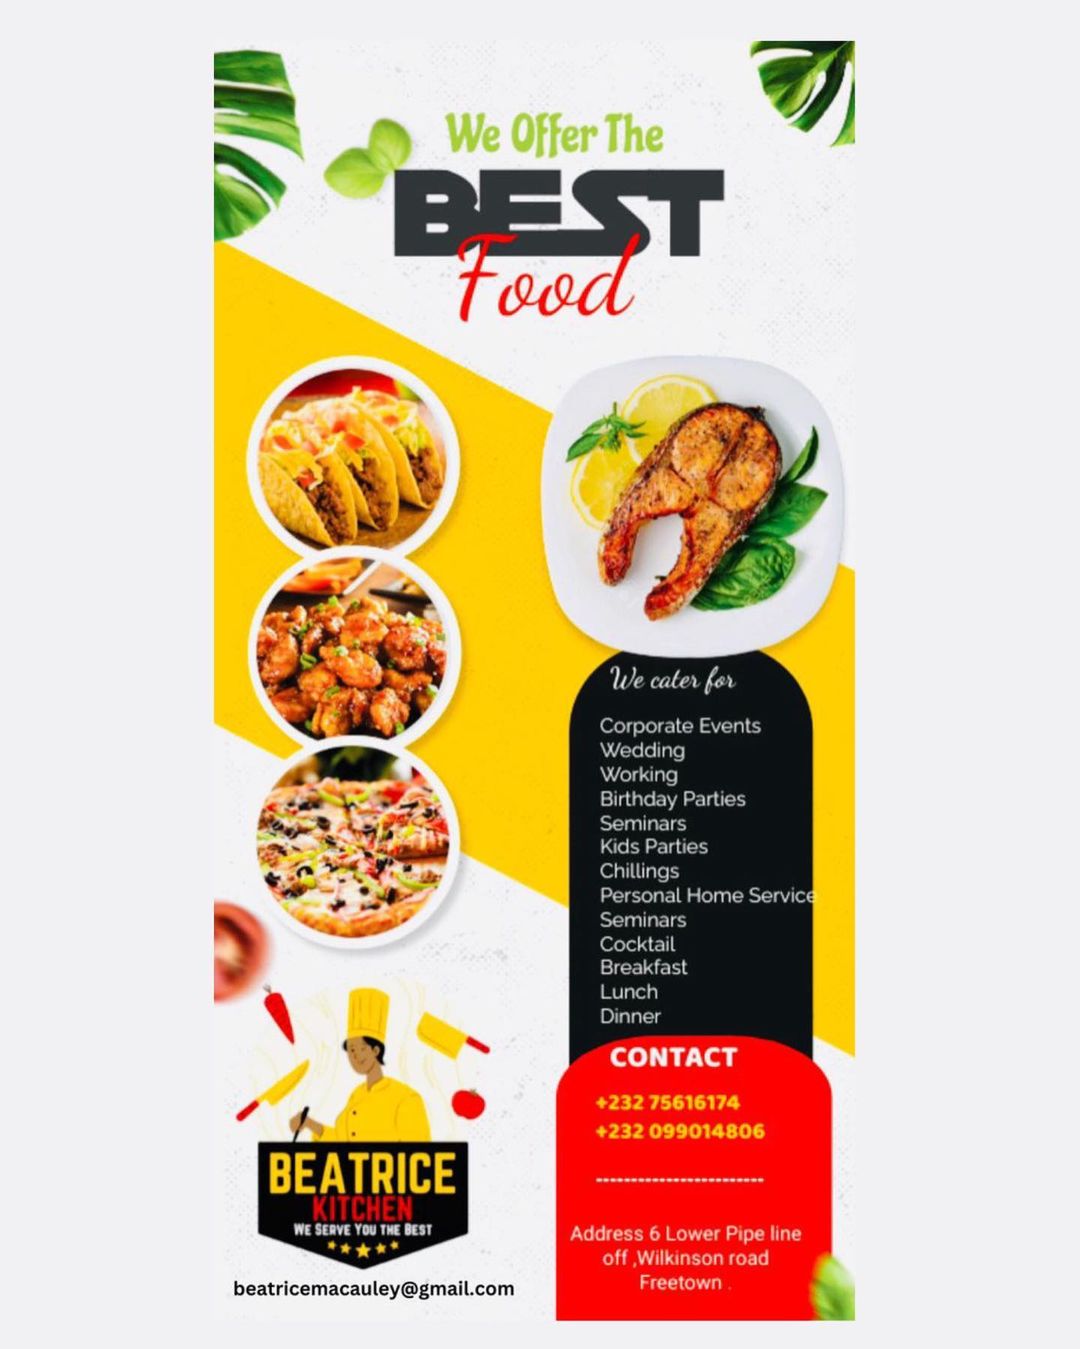 We Offer The
BEST
Food
We cater for
Corporate Events
Wedding
Working
Birthday Parties
Seminars
Kids Parties
Chillings
Personal Home Service
Seminars
Cocktail
Breakfast
Lunch
Dinner
CONTACT
+232 75616174
+232 099014806
------------------------
Address 6 Lower Pipe line
off ,Wilkinson road
Freetown .
BEATRICE
KITCHEN
WE SERVE YOU THE BEST
beatricemacauley@gmail.com